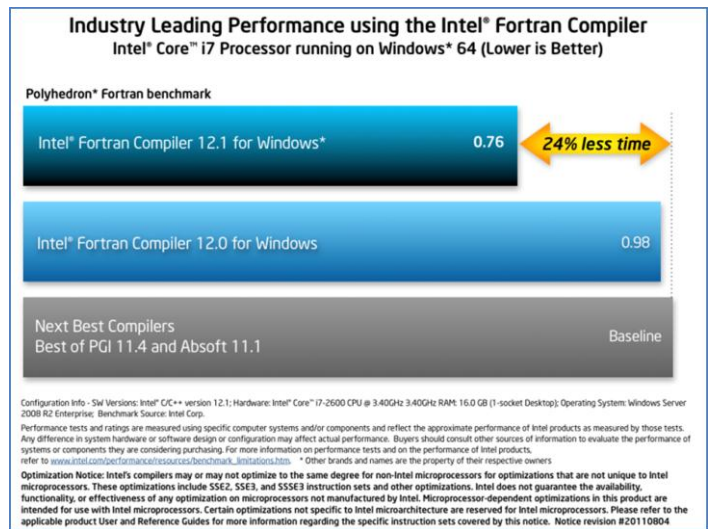 Industry Leading Performance using the Intel® Fortran Compiler
Intel® Core™ i7 Processor running on Windows* 64 (Lower is Better)
Polyhedron* Fortran benchmark
Intel® Fortran Compiler 12.1 for Windows* 0.76 24% less time
Intel® Fortran Compiler 12.0 for Windows 0.98
Next Best Compilers
Best of PGI 11.4 and Absoft 11.1 Baseline
Configuration Info - SW Versions: Intel® C/C++ version 12.1; Hardware: Intel® Core™ i7-2600 CPU @ 3.40GHz 3.40GHz RAM: 16.0 GB (1-socket Desktop); Operating System: Windows Server
2008 R2 Enterprise; Benchmark Source: Intel Corp.
Performance tests and ratings are measured using specific computer systems and/or components and reflect the approximate performance of Intel products as measured by those tests.
Any difference in system hardware or software design or configuration may affect actual performance. Buyers should consult other sources of information to evaluate the performance of
systems or components they are considering purchasing. For more information on performance tests and on the performance of Intel products,
refer to www.intel.com/performance/resources/benchmark_limitations.htm. * Other brands and names are the property of their respective owners
Optimization Notice: Intel's compilers may or may not optimize to the same degree for non-Intel microprocessors for optimizations that are not unique to Intel
microprocessors. These optimizations include SSE2, SSE3, and SSSE3 instruction sets and other optimizations. Intel does not guarantee the availability,
functionality, or effectiveness of any optimization on microprocessors not manufactured by Intel. Microprocessor-dependent optimizations in this product are
intended for use with Intel microprocessors. Certain optimizations not specific to Intel microarchitecture are reserved for Intel microprocessors. Please refer to the
applicable product User and Reference Guides for more information regarding the specific instruction sets covered by this notice. Notice revision #20110804